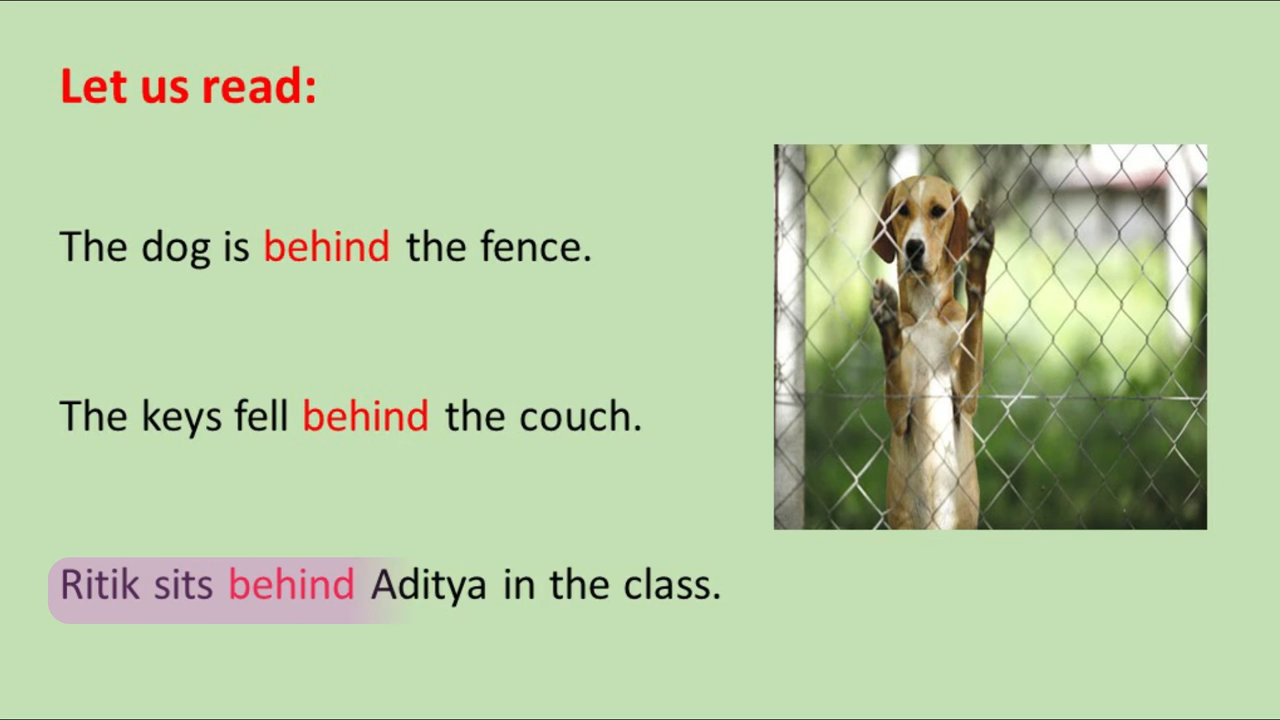 Let us read:
The dog is behind the fence.
The keys fell behind the couch.
Ritik sits behind Aditya in the class.